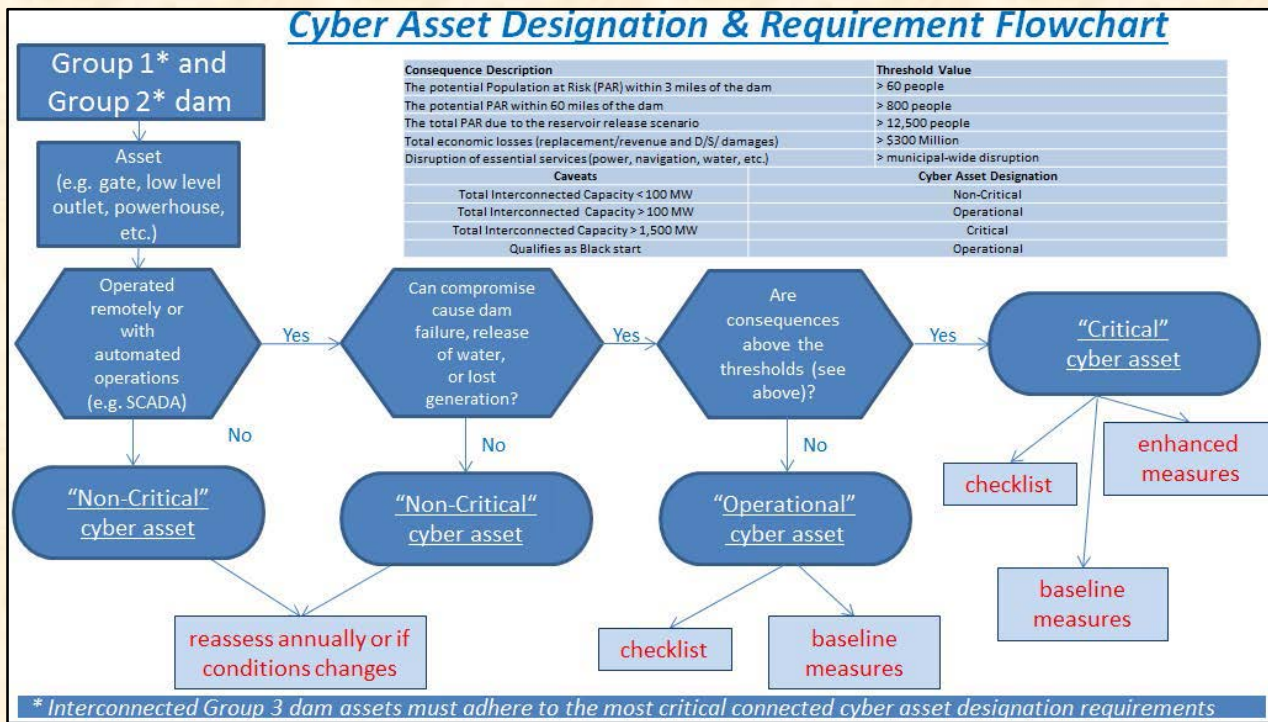 Cyber Asset Designation & Requirement Flowchart
Group 1* and
Group 2* dam
Consequence Description Threshold Value
The potential Population at Risk (PAR) within 3 miles of the dam > 60 people
The potential PAR within 60 miles of the dam > 800 people
The total PAR due to the reservoir release scenario > 12,500 people
Total economic losses (replacement/revenue and D/S/ damages) > $300 Million
Disruption of essential services (power, navigation, water, etc.) > municipal-wide disruption
Caveats Cyber Asset Designation
Total Interconnected Capacity < 100 MW Non-Critical
Total Interconnected Capacity > 100 MW Operational
Total Interconnected Capacity > 1,500 MW Critical
Qualifies as Black start Operational
Asset
(e.g. gate, low level
outlet, powerhouse,
etc.)
Operated
remotely or
with
automated
operations
(e.g. SCADA)
Yes
Can compromise
cause dam
failure, release
of water,
or lost
generation?
Yes
Are
consequences
above the
thresholds (see
above)?
Yes
"Critical"
cyber asset
No
No
No
"Non-Critical"
cyber asset
"Non-Critical"
cyber asset
"Operational"
cyber asset
checklist
enhanced
measures
baseline
measures
reassess annually or if
conditions changes
checklist
baseline
measures
* Interconnected Group 3 dam assets must adhere to the most critical connected cyber asset designation requirements